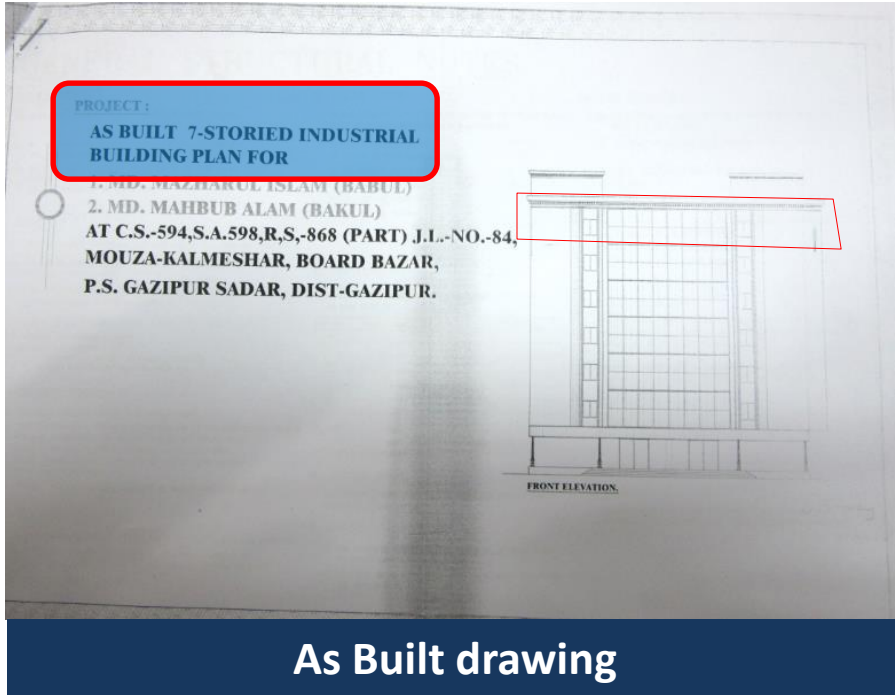 PROJECT :
AS BUILT 7-STORIED INDUSTRIAL
BUILDING PLAN FOR
1. MD. MAZHARUL ISLAM (BABUL)
2. MD. MAHBUB ALAM (BAKUL)
AT C.S.-594,S.A.598,R,S,-868 (PART) J.L.-NO.-84,
MOUZA-KALMESHAR, BOARD BAZAR,
P.S. GAZIPUR SADAR, DIST-GAZIPUR.
FRONT ELEVATION.
As Built drawing